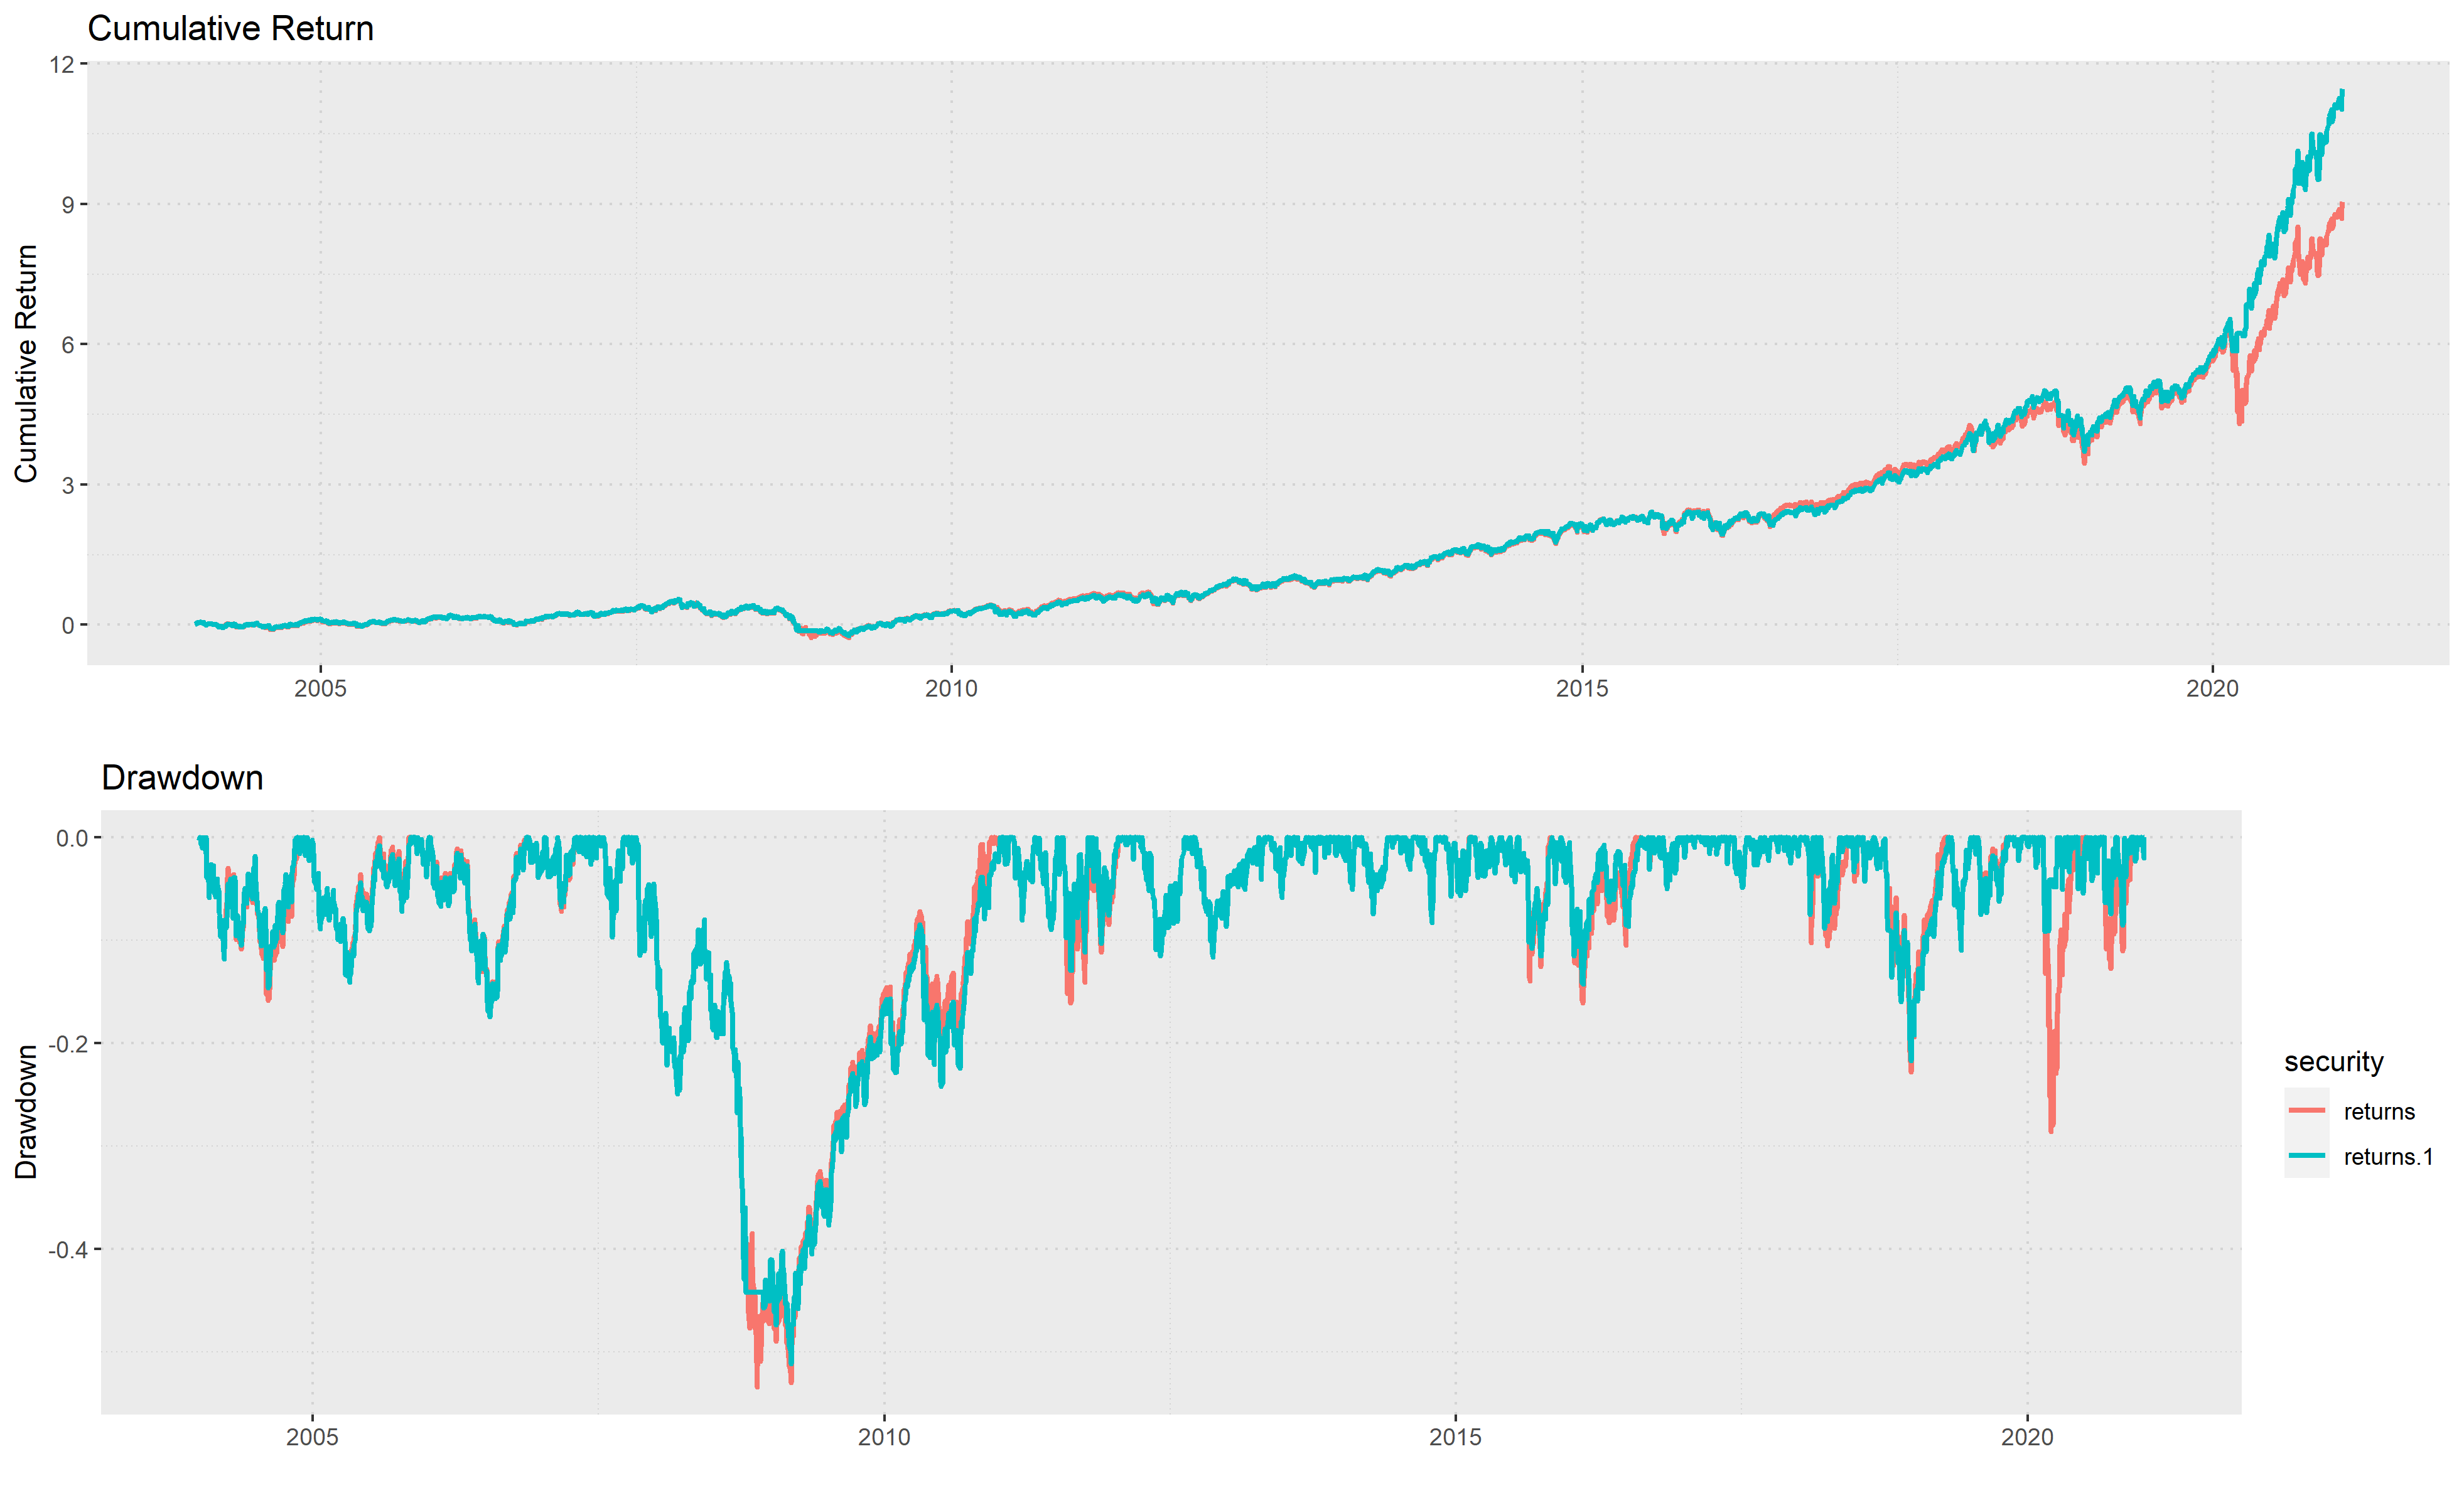 Cumulative Return
Cumulative Return
12
9
6
3
0
2005 2010 2015 2020
Drawdown
Drawdown
0.0
-0.2
-0.4
2005 2010 2015 2020
security
returns
returns.1